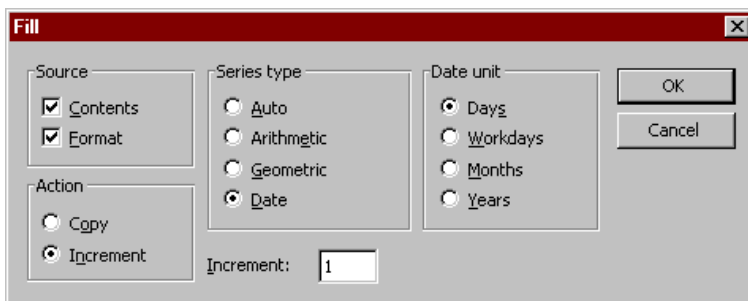 Fill
Source
Contents
Format
Action
Copy
Increment
Series type
Auto
Arithmetic
Geometric
Date
Increment: 1
Date unit
Days
Workdays
Months
Years
OK
Cancel